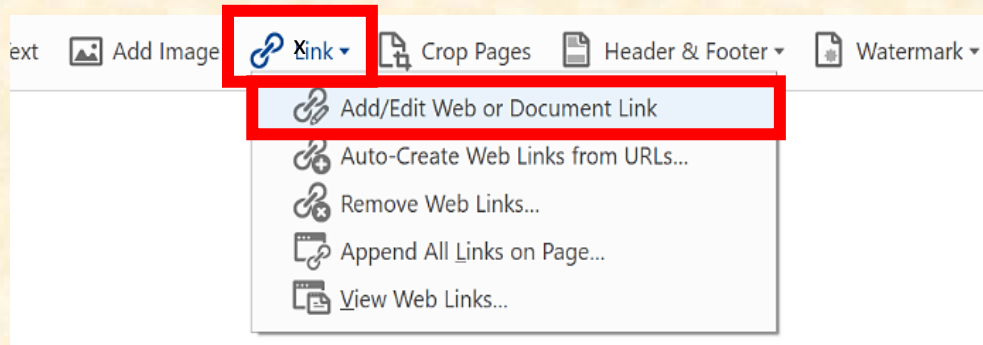 ext Add Image xink Crop Pages Header & Footer Watermark
Add/Edit Web or Document Link
Auto-Create Web Links from URLs...
Remove Web Links...
Append All Links on Page...
View Web Links...